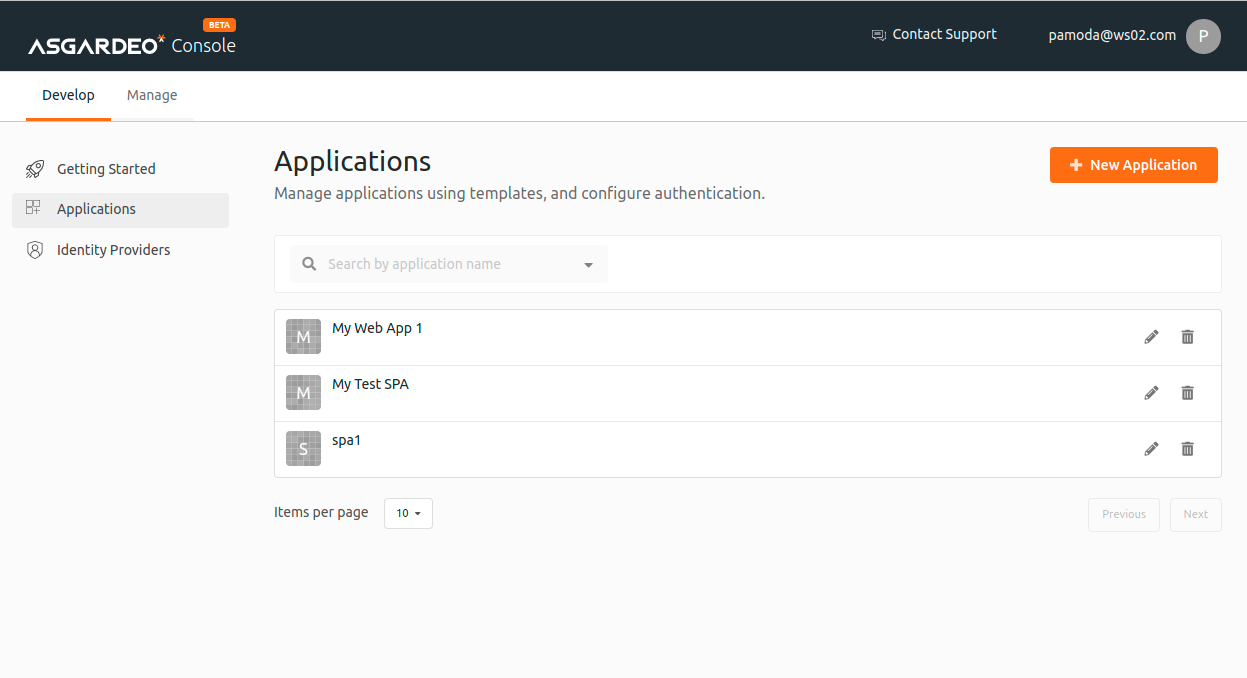 BETA
ASGARDEO Console
Contact Support
pamoda@ws02.com
P
Develop
Manage
Getting Started
Applications
Identity Providers
Applications
Manage applications using templates, and configure authentication.
New Application
Search by application name
M My Web App 1
M My Test SPA
S spa1
Items per page 10
Previous
Next